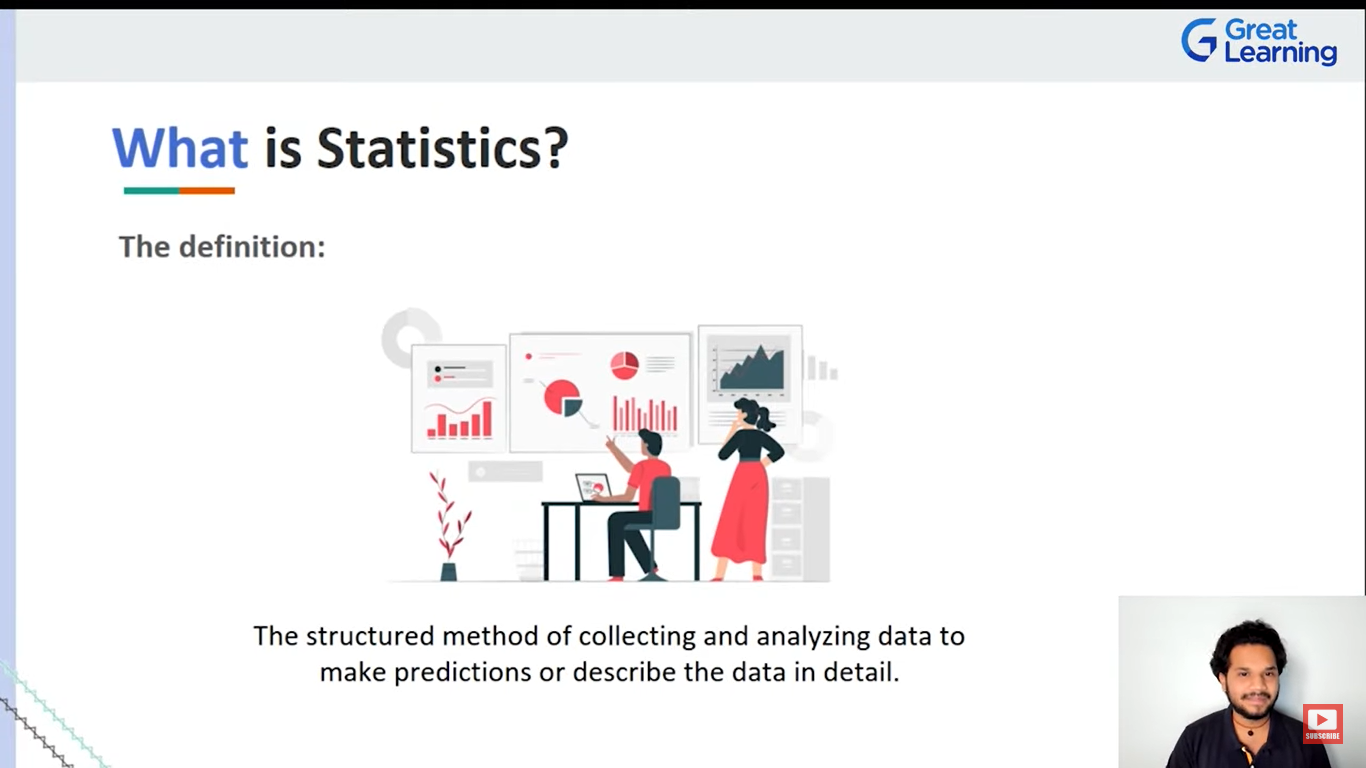 Great
Learning
What is Statistics?
The definition:
The structured method of collecting and analyzing data to
make predictions or describe the data in detail.
SUBSCRIBE